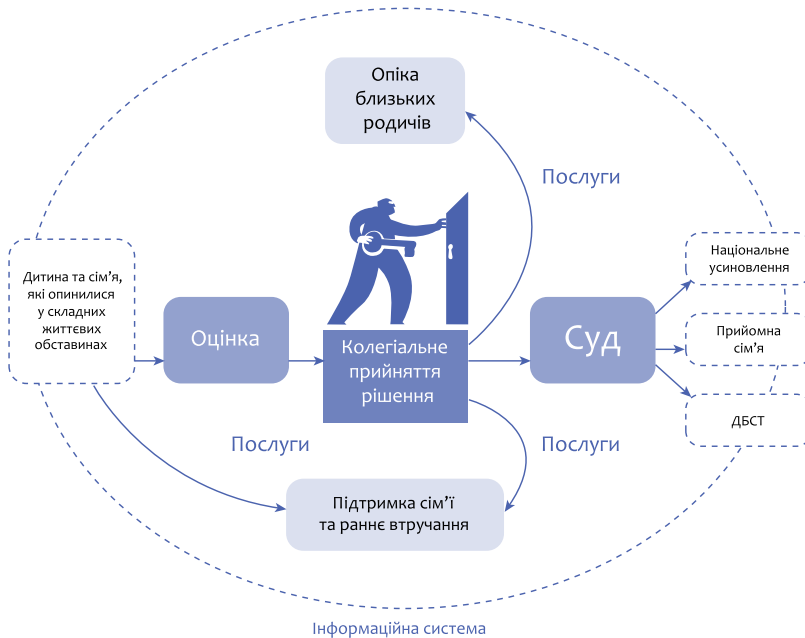 Опіка
близьких
родичів
Послуги
Дитина та сім’я,
які опинилися
у складних
життєвих
обставинах
Оцінка
Колегіальне
прийняття
рішення
Суд
Національне
усиновлення
Прийомна
сім’я
ДБСТ
Послуги
Послуги
Підтримка сім’ї
та раннє втручання
Інформаційна система